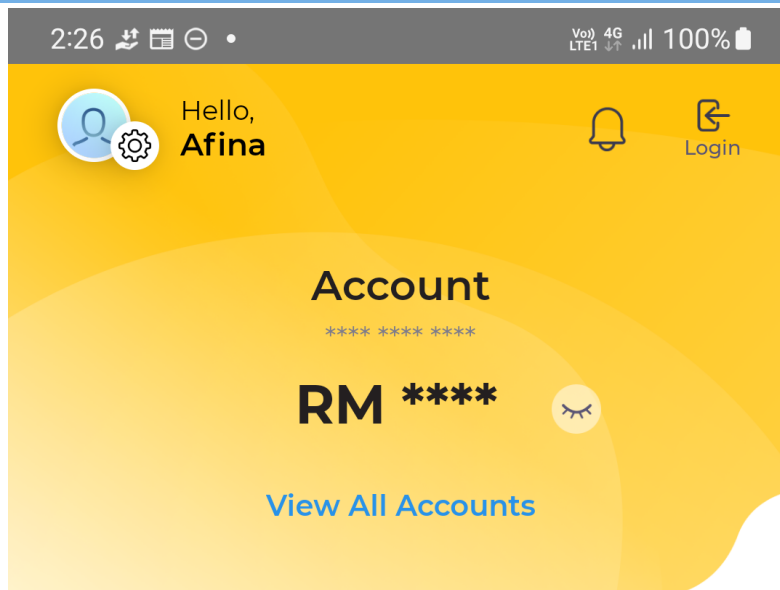 2:26 Vo)) 4G 100%
LTE1
Hello,
Afina
Login
Account
**** **** ****
RM ****
View All Accounts